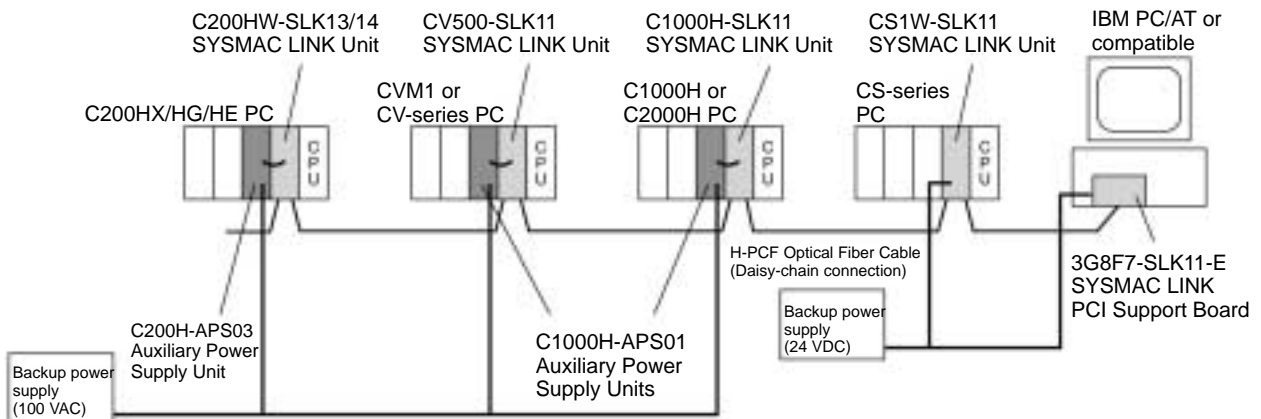 C200HW-SLK13/14
SYSMAC LINK Unit
CV500-SLK11
SYSMAC LINK Unit
C1000H-SLK11
SYSMAC LINK Unit
CS1W-SLK11
SYSMAC LINK Unit
IBM PC/AT or
compatible
C200HX/HG/HE PC
CVM1 or
CV-series PC
C1000H or
C2000H PC
CS-series
PC
CPU
CPU
CPU
CPU
H-PCF Optical Fiber Cable
(Daisy-chain connection)
3G8F7-SLK11-E
SYSMAC LINK
PCI Support Board
Backup power
supply
(24 VDC)
C200H-APS03
Auxiliary Power
Supply Unit
C1000H-APS01
Auxiliary Power
Supply Units
Backup power
supply
(100 VAC)